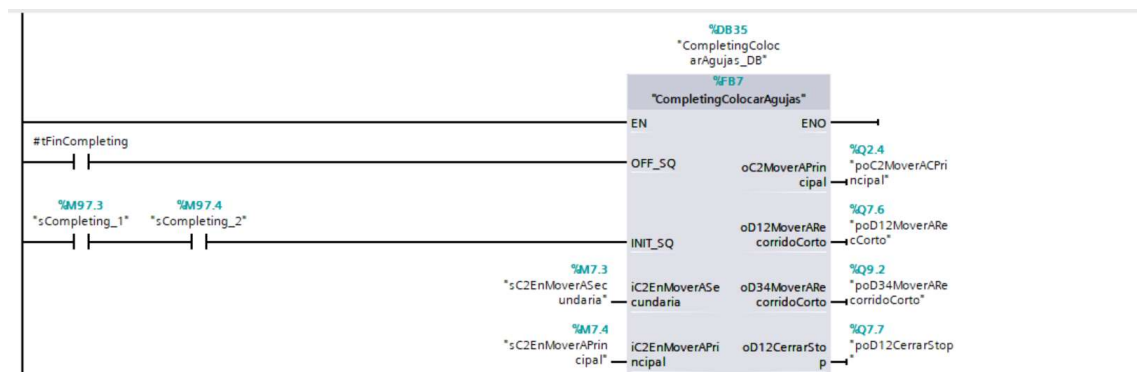 %DB35
"CompletingColoc
arAgujas_DB"
%FB7
"CompletingColocarAgujas"
EN ENO
#tFinCompleting
OFF_SQ
oC2MoverAPrin
cipal
%Q2.4
"poC2MoverACPri
ncipal"
%M97.3 %M97.4
"sCompleting_1" "sCompleting_2"
INIT_SQ
oD12MoverARe
corridoCorto
%Q7.6
"poD12MoverARe
cCorto"
%M7.3
"sC2EnMoverASec
undaria"
iC2EnMoverASe
cundaria
oD34MoverARe
corridoCorto
%Q9.2
"poD34MoverARe
corridoCorto"
%M7.4
"sC2EnMoverAPrin
cipal"
iC2EnMoverAPri
ncipal
oD12CerrarSto
p
%Q7.7
"poD12CerrarStop
"